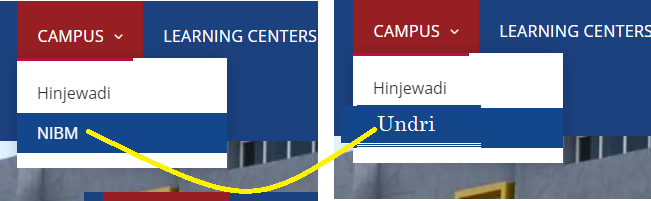 CAMPUS LEARNING CENTERS
Hinjewadi
NIBM
CAMPUS LEARNING CENTERS
Hinjewadi
Undri